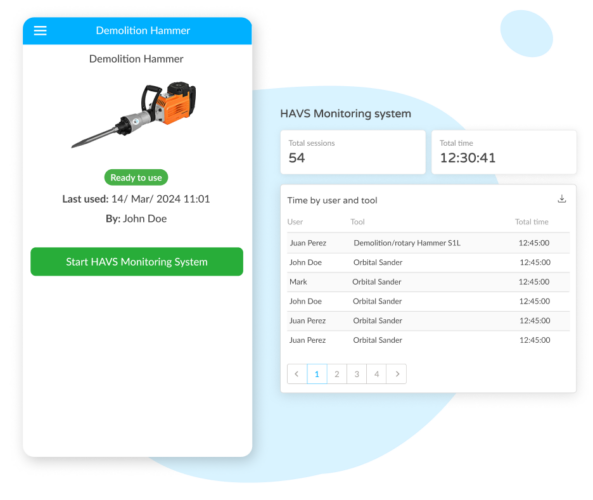 Demolition Hammer
Demolition Hammer
Ready to use
Last used: 14/ Mar/ 2024 11:01
By: John Doe
Start HAVS Monitoring System
HAVS Monitoring system
Total sessions
54
Total time
12:30:41
Time by user and tool
User Tool Total time
Juan Perez Demolition/rotary Hammer S1L 12:45:00
John Doe Orbital Sander 12:45:00
Mark Orbital Sander 12:45:00
John Doe Orbital Sander 12:45:00
Juan Perez Orbital Sander 12:45:00
Juan Perez Orbital Sander 12:45:00
< 1 2 3 4 >